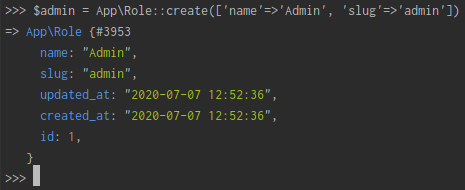 >>> $admin = App\Role::create(['name'=>'Admin', 'slug'=>'admin'])
=> App\Role {#3953
     name: "Admin",
     slug: "admin",
     updated_at: "2020-07-07 12:52:36",
     created_at: "2020-07-07 12:52:36",
     id: 1,
   }
>>>